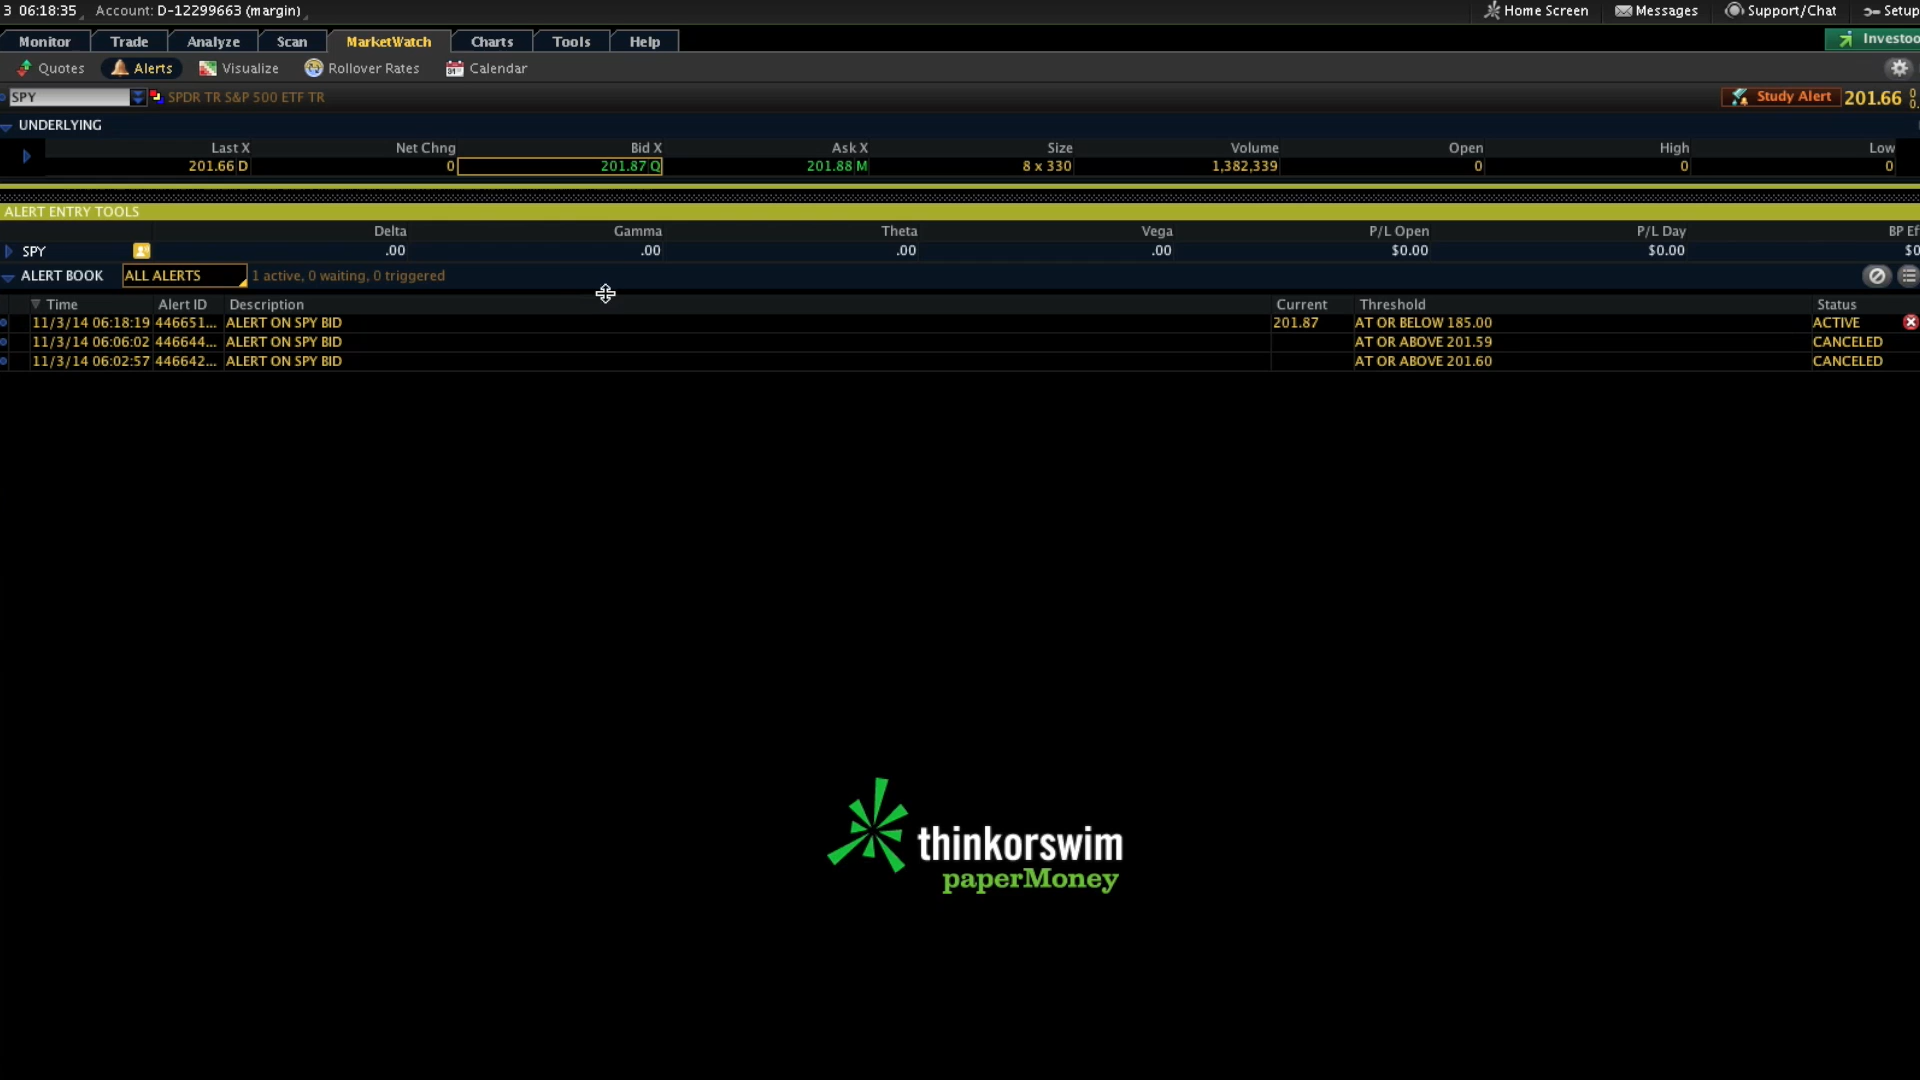 3 06:18:35 Account: D-12299663 (margin) Home Screen Messages Support/Chat Setup
Monitor Trade Analyze Scan MarketWatch Charts Tools Help Investoo
Quotes Alerts Visualize Rollover Rates Calendar
SPY SPDR TR S&P 500 ETF TR Study Alert 201.66
UNDERLYING
Last X Net Chng Bid X Ask X Size Volume Open High Low
201.66 D 0 201.87 Q 201.88 M 8 x 330 1,382,339 0 0 0
ALERT ENTRY TOOLS
Delta Gamma Theta Vega P/L Open P/L Day BP Ef
SPY .00 .00 .00 .00 $0.00 $0.00 $0
ALERT BOOK ALL ALERTS 1 active, 0 waiting, 0 triggered
Time Alert ID Description Current Threshold Status
11/3/14 06:18:19 446651... ALERT ON SPY BID 201.87 AT OR BELOW 185.00 ACTIVE
11/3/14 06:06:02 446644... ALERT ON SPY BID AT OR ABOVE 201.59 CANCELED
11/3/14 06:02:57 446642... ALERT ON SPY BID AT OR ABOVE 201.60 CANCELED
thinkorswim
paperMoney